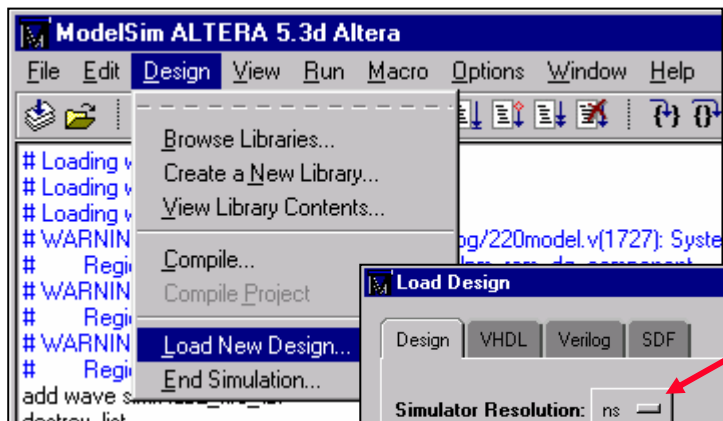 ModelSim ALTERA 5.3d Altera
File Edit Design View Run Macro Options Window Help
Browse Libraries...
Create a New Library...
View Library Contents...
Compile...
Compile Project
Load New Design...
End Simulation...
# Loading
# Loading
# Loading
# WARNIN og/220model.v(1727): Syste
# Regi
# WARNIN
# Regi
# WARNIN
# Regi
add wave
Load Design
Design VHDL Verilog SDF
Simulator Resolution: ns